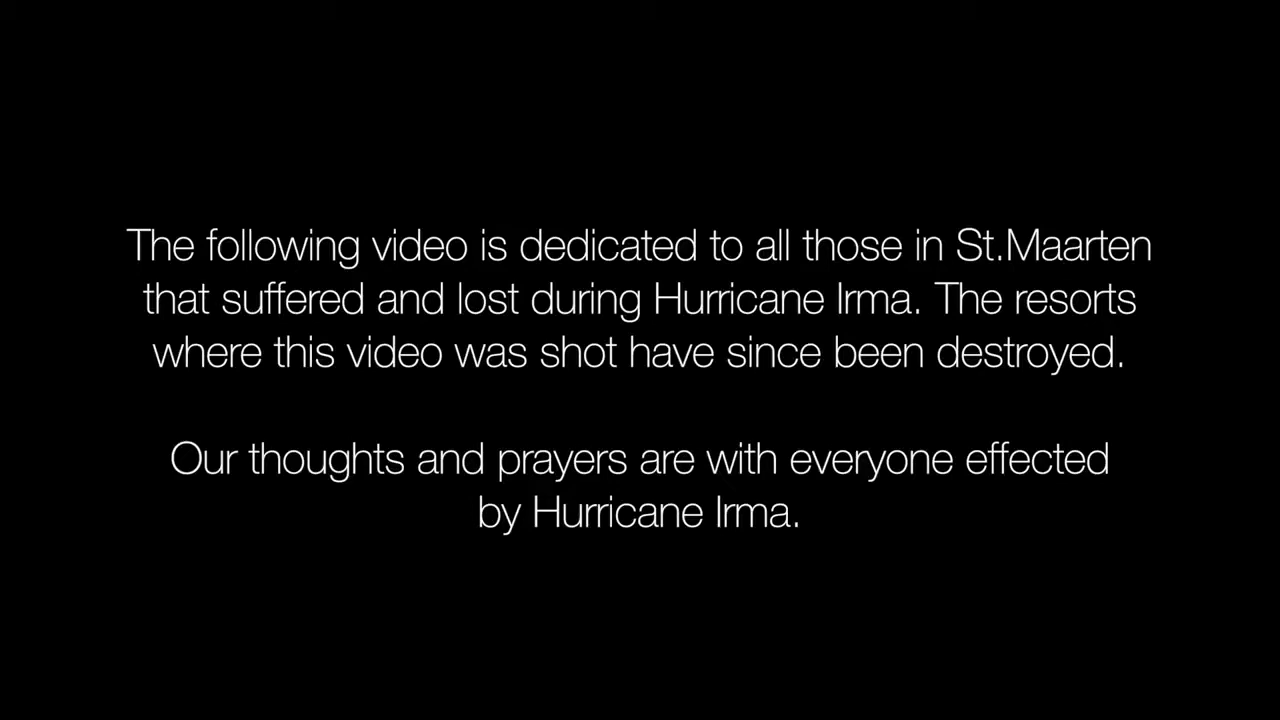 The following video is dedicated to all those in St.Maarten
that suffered and lost during Hurricane Irma. The resorts
where this video was shot have since been destroyed.
Our thoughts and prayers are with everyone effected
by Hurricane Irma.